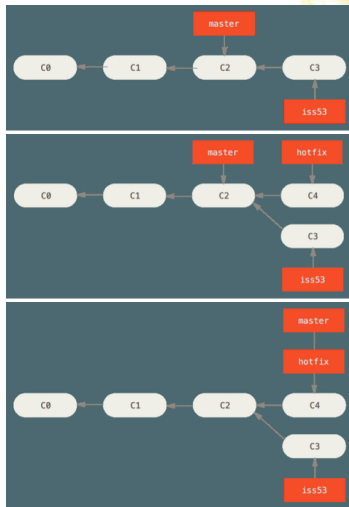 master
C0 C1 C2 C3
iss53
master hotfix
C0 C1 C2 C4
C3
iss53
master
hotfix
C0 C1 C2 C4
C3
iss53